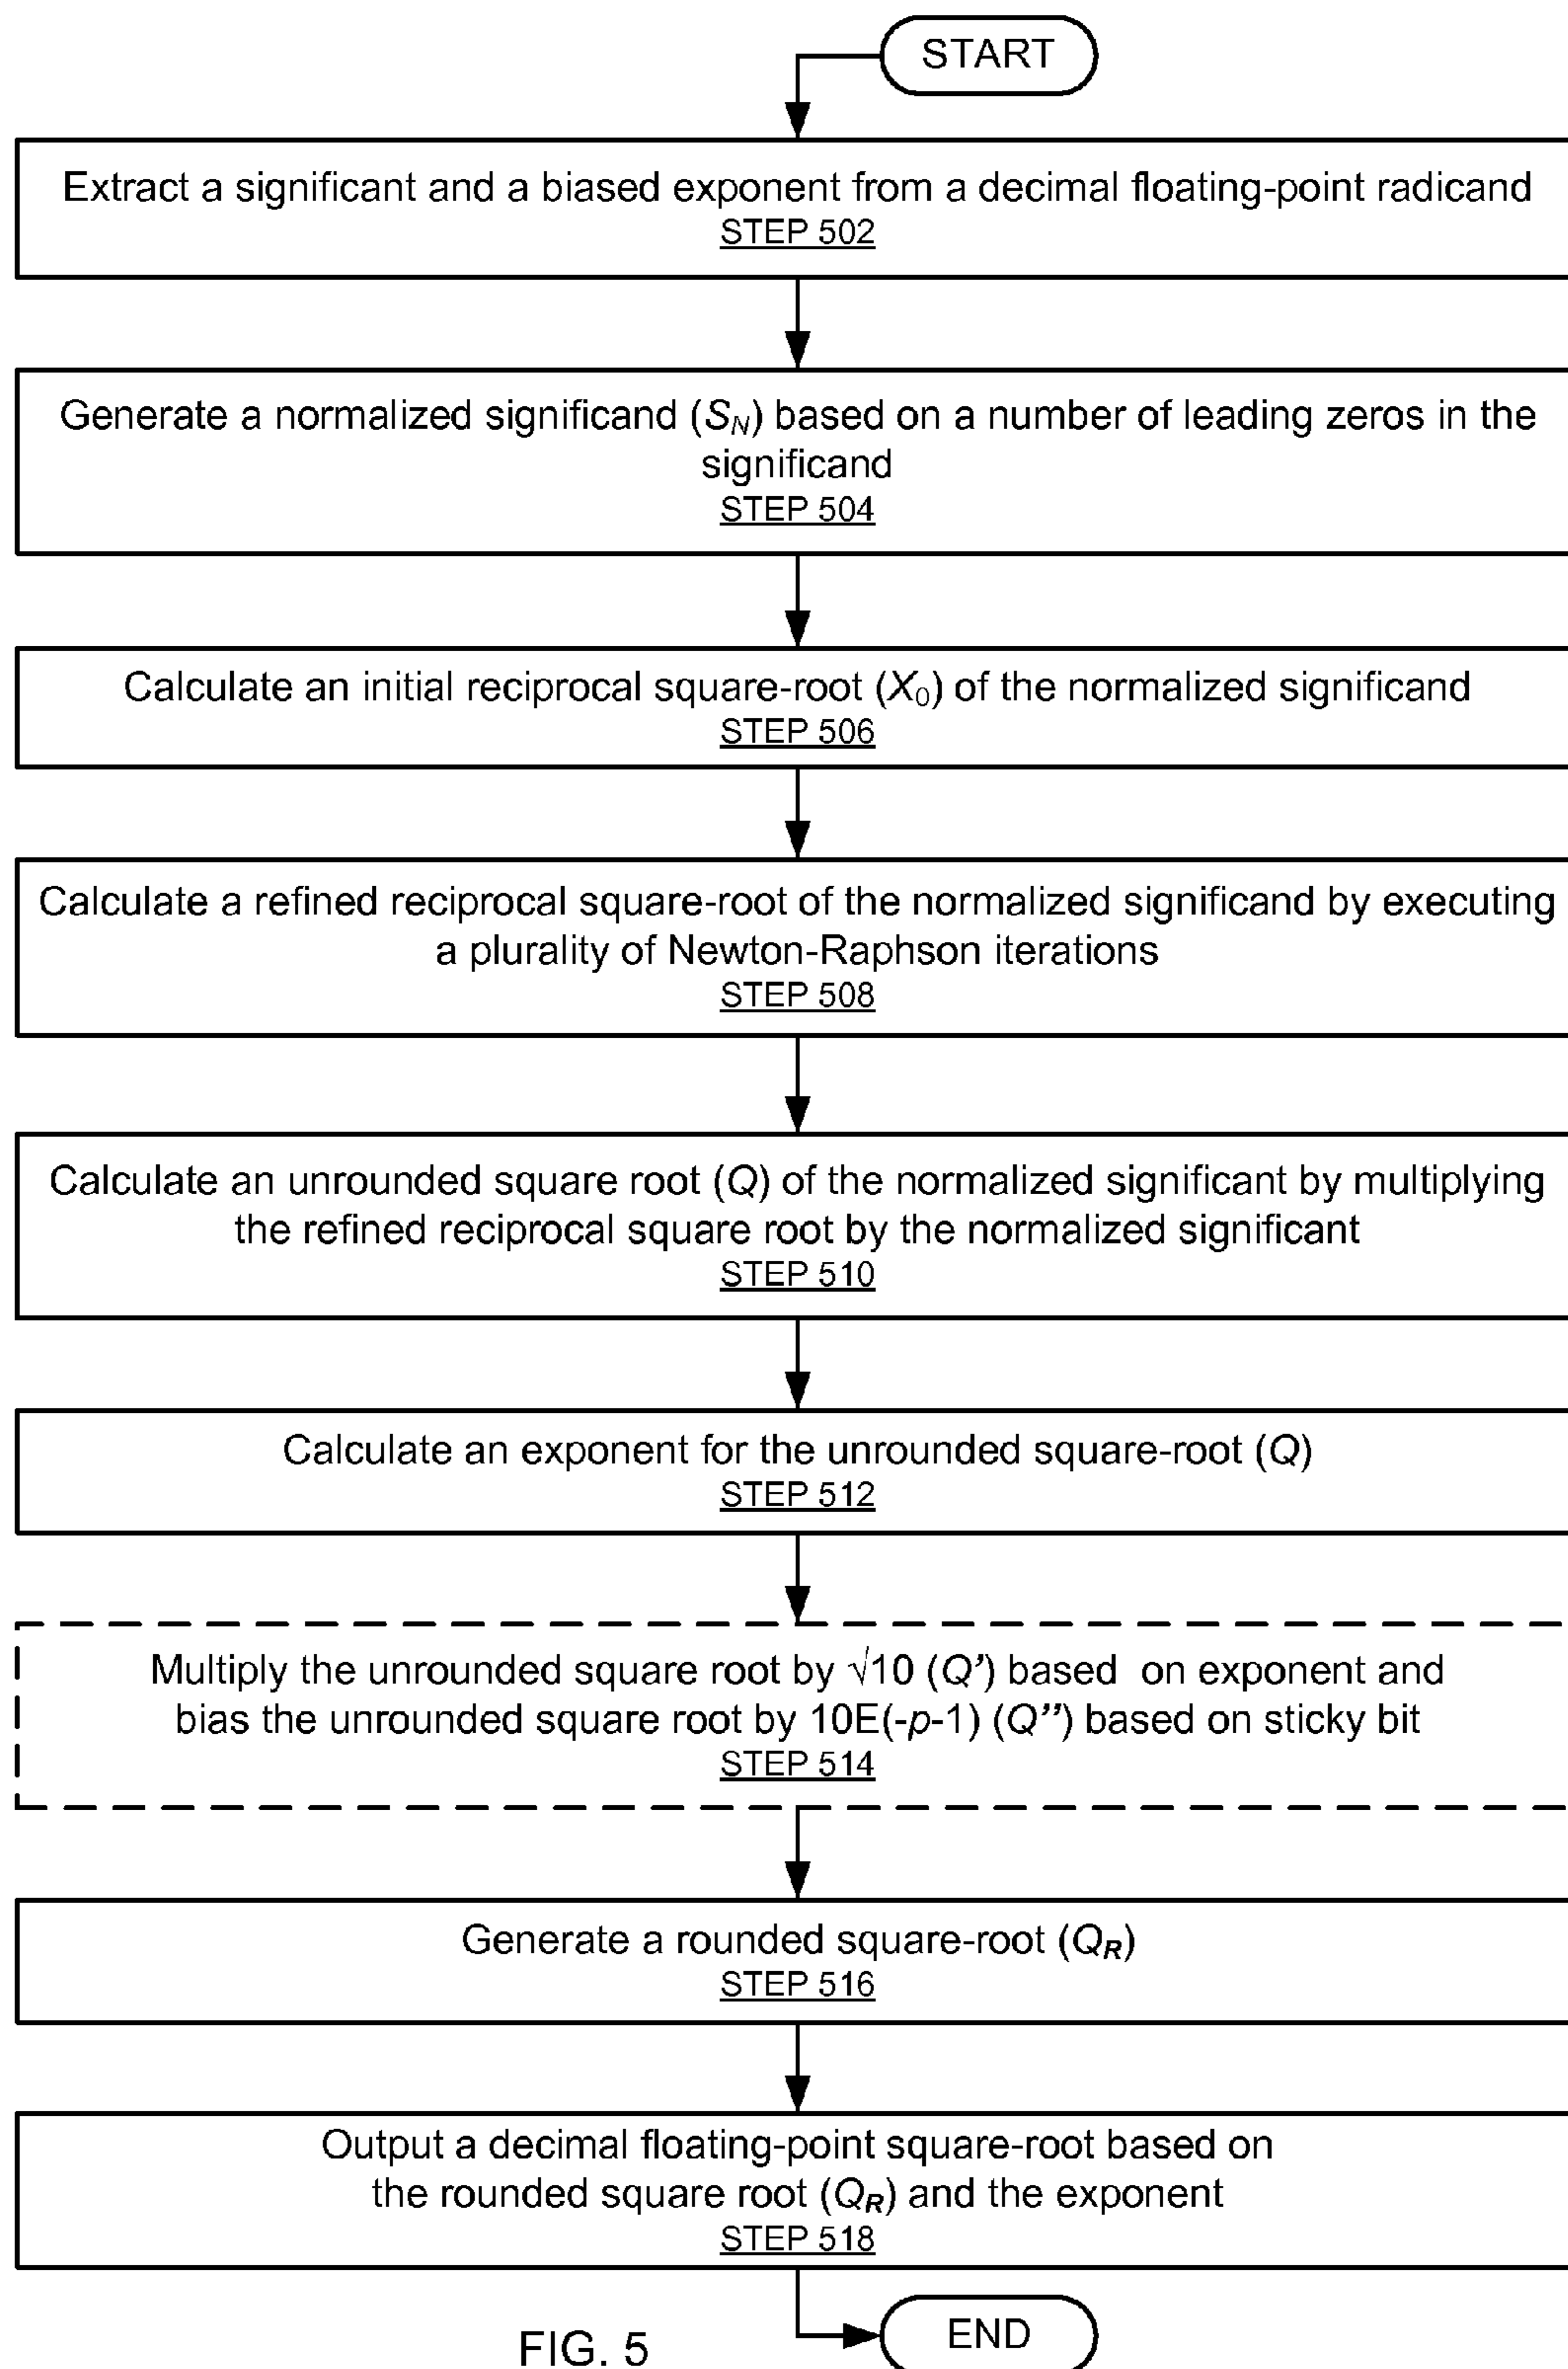 START
Extract a significant and a biased exponent from a decimal floating-point radicand
STEP 502
Generate a normalized significand (S_N) based on a number of leading zeros in the
significand
STEP 504
Calculate an initial reciprocal square-root (X_0) of the normalized significand
STEP 506
Calculate a refined reciprocal square-root of the normalized significand by executing
a plurality of Newton-Raphson iterations
STEP 508
Calculate an unrounded square root (Q) of the normalized significant by multiplying
the refined reciprocal square root by the normalized significant
STEP 510
Calculate an exponent for the unrounded square-root (Q)
STEP 512
Multiply the unrounded square root by √10 (Q') based on exponent and
bias the unrounded square root by 10E(-p-1) (Q'') based on sticky bit
STEP 514
Generate a rounded square-root (Q_R)
STEP 516
Output a decimal floating-point square-root based on
the rounded square root (Q_R) and the exponent
STEP 518
END
FIG. 5